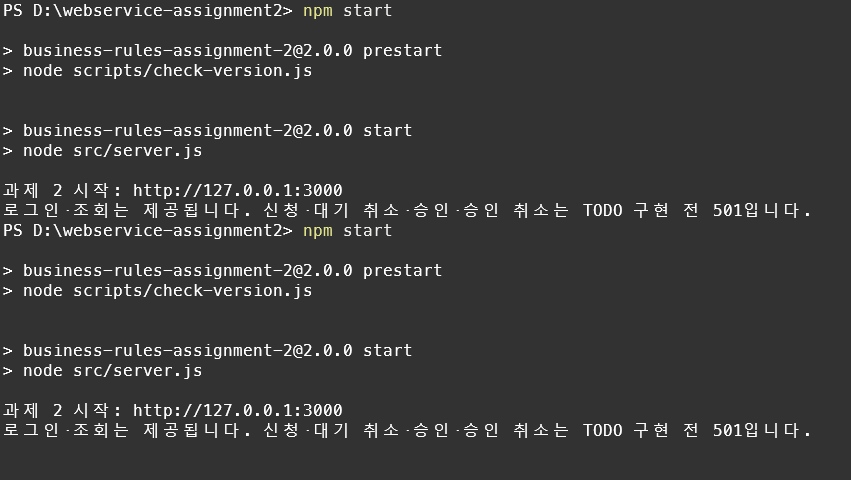 PS D:\webservice-assignment2> npm start
> business-rules-assignment-2@2.0.0 prestart
> node scripts/check-version.js
> business-rules-assignment-2@2.0.0 start
> node src/server.js
과제 2 시작: http://127.0.0.1:3000
로그인·조회는 제공됩니다. 신청·대기 취소·승인·승인 취소는 TODO 구현 전 501입니다.
PS D:\webservice-assignment2> npm start
> business-rules-assignment-2@2.0.0 prestart
> node scripts/check-version.js
> business-rules-assignment-2@2.0.0 start
> node src/server.js
과제 2 시작: http://127.0.0.1:3000
로그인·조회는 제공됩니다. 신청·대기 취소·승인·승인 취소는 TODO 구현 전 501입니다.